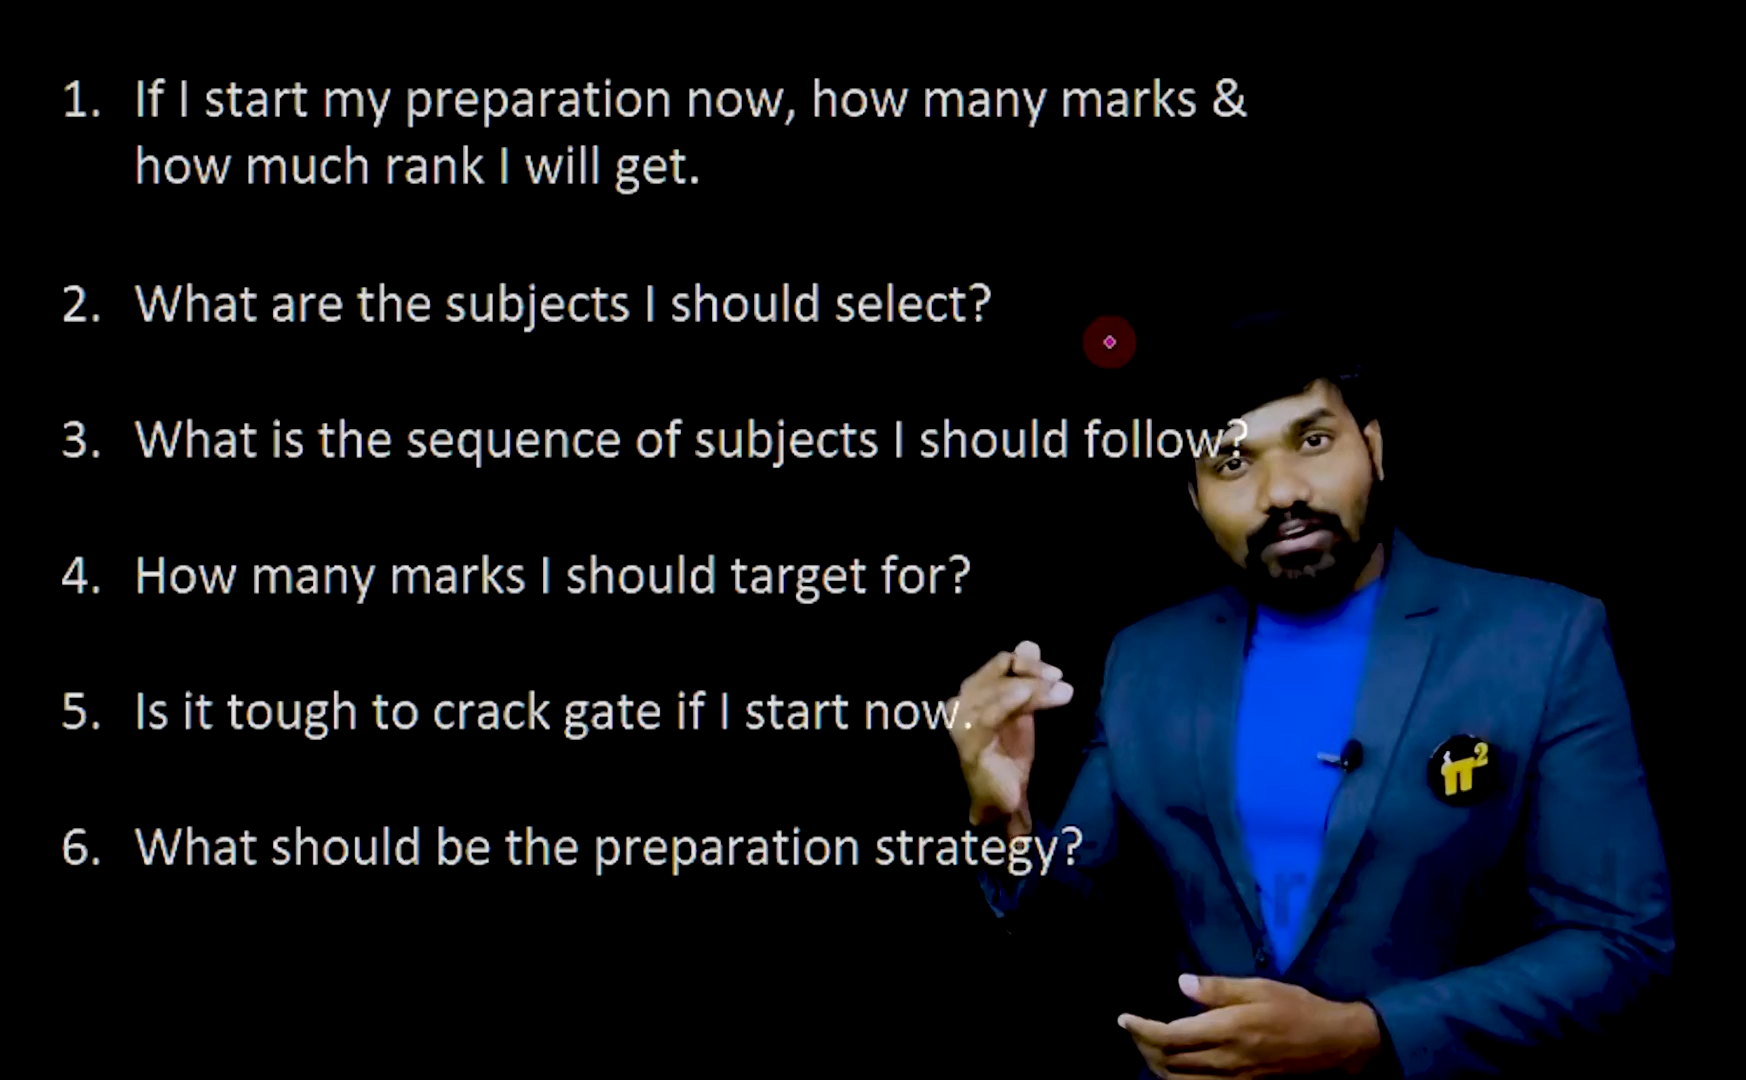 1. If I start my preparation now, how many marks &
how much rank I will get.
2. What are the subjects I should select?
3. What is the sequence of subjects I should follow?
4. How many marks I should target for?
5. Is it tough to crack gate if I start now.
6. What should be the preparation strategy?
π²